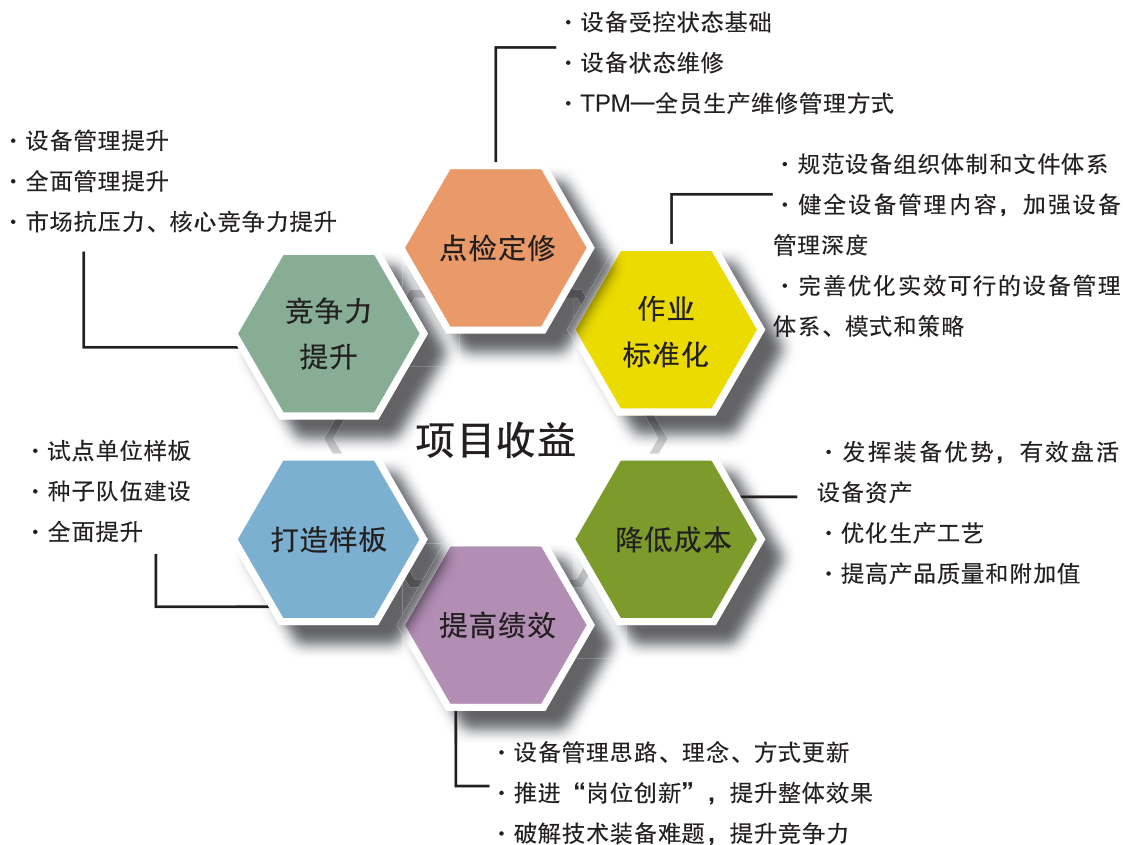 · 设备受控状态基础
· 设备状态维修
· TPM—全员生产维修管理方式
· 设备管理提升
· 全面管理提升
· 市场抗压力、核心竞争力提升
· 规范设备组织体制和文件体系
· 健全设备管理内容，加强设备
管理深度
· 完善优化实效可行的设备管理
体系、模式和策略
点检定修
竞争力
提升
作业
标准化
项目收益
· 试点单位样板
· 种子队伍建设
· 全面提升
· 发挥装备优势，有效盘活
设备资产
· 优化生产工艺
· 提高产品质量和附加值
打造样板
降低成本
提高绩效
· 设备管理思路、理念、方式更新
· 推进“岗位创新”，提升整体效果
· 破解技术装备难题，提升竞争力